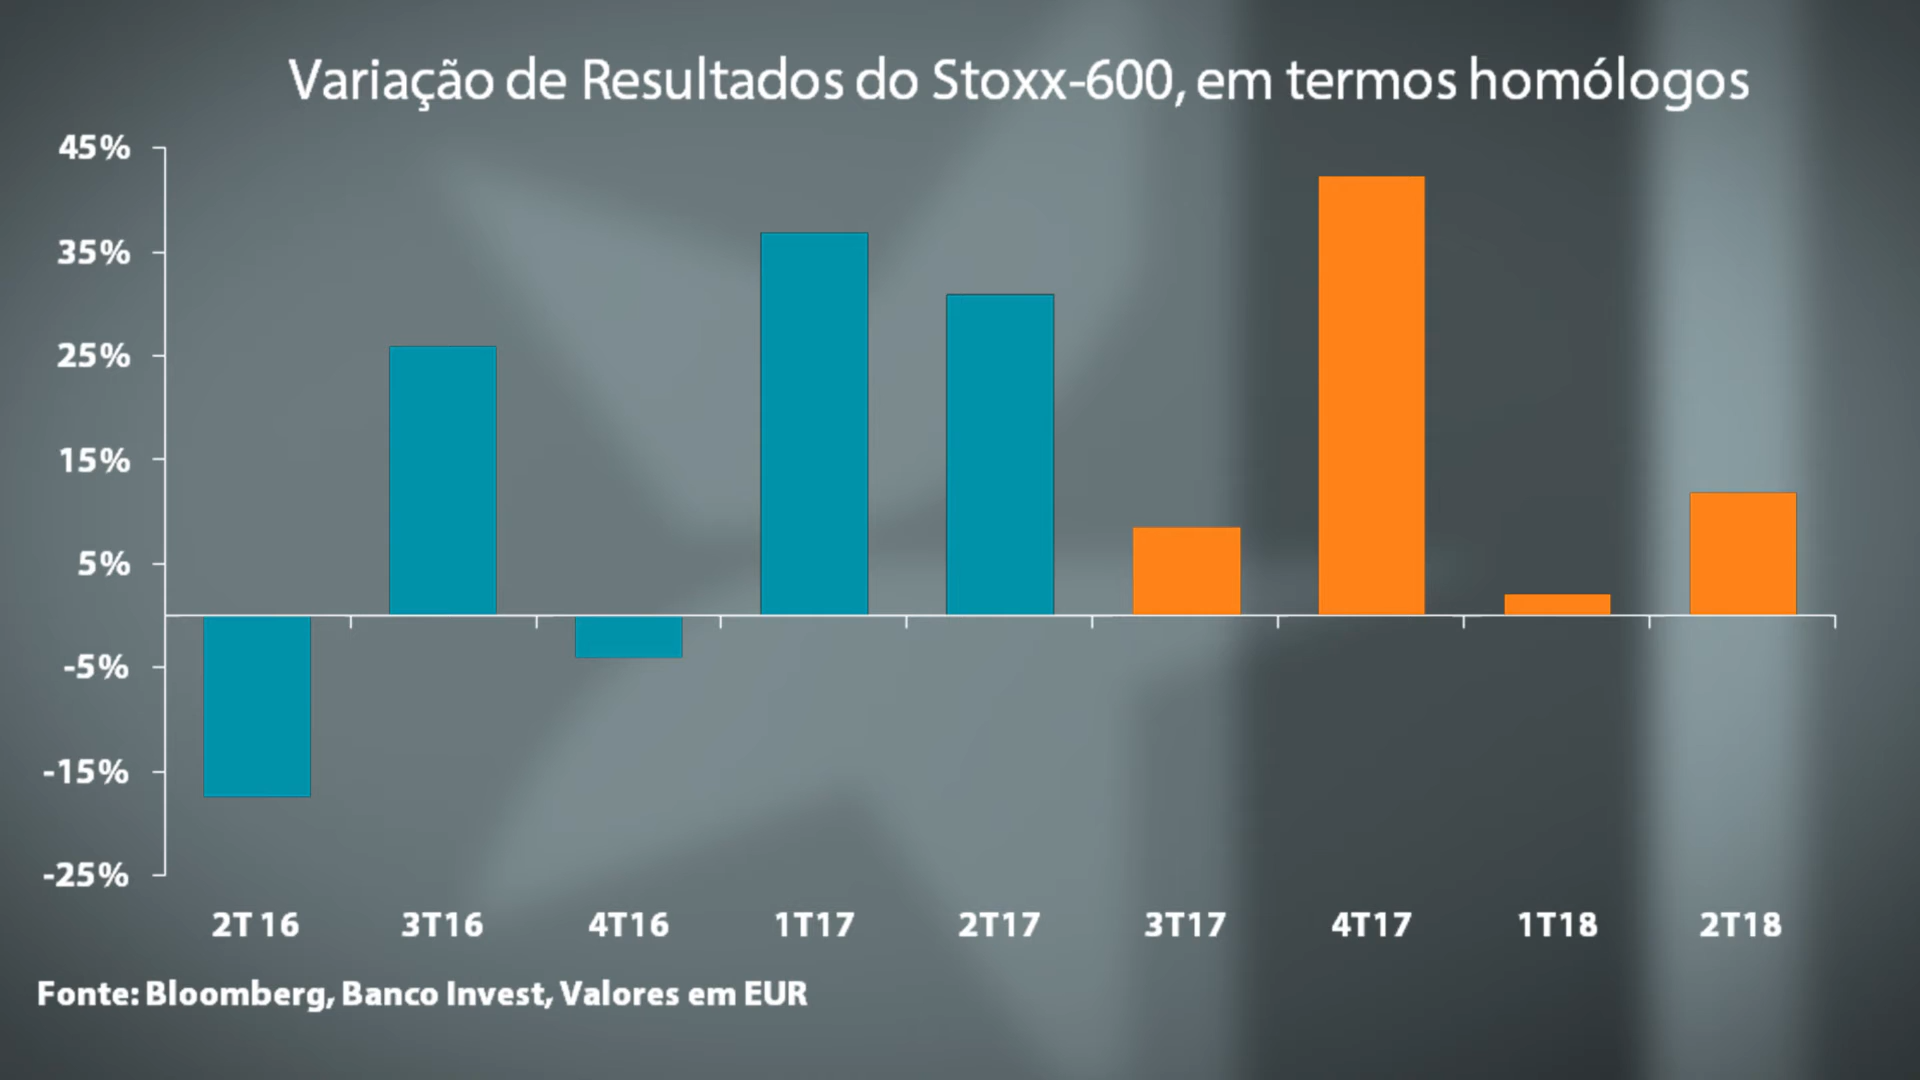 Variação de Resultados do Stoxx-600, em termos homólogos
45%
35%
25%
15%
5%
-5%
-15%
-25%
2T 16 3T16 4T16 1T17 2T17 3T17 4T17 1T18 2T18
Fonte: Bloomberg, Banco Invest, Valores em EUR